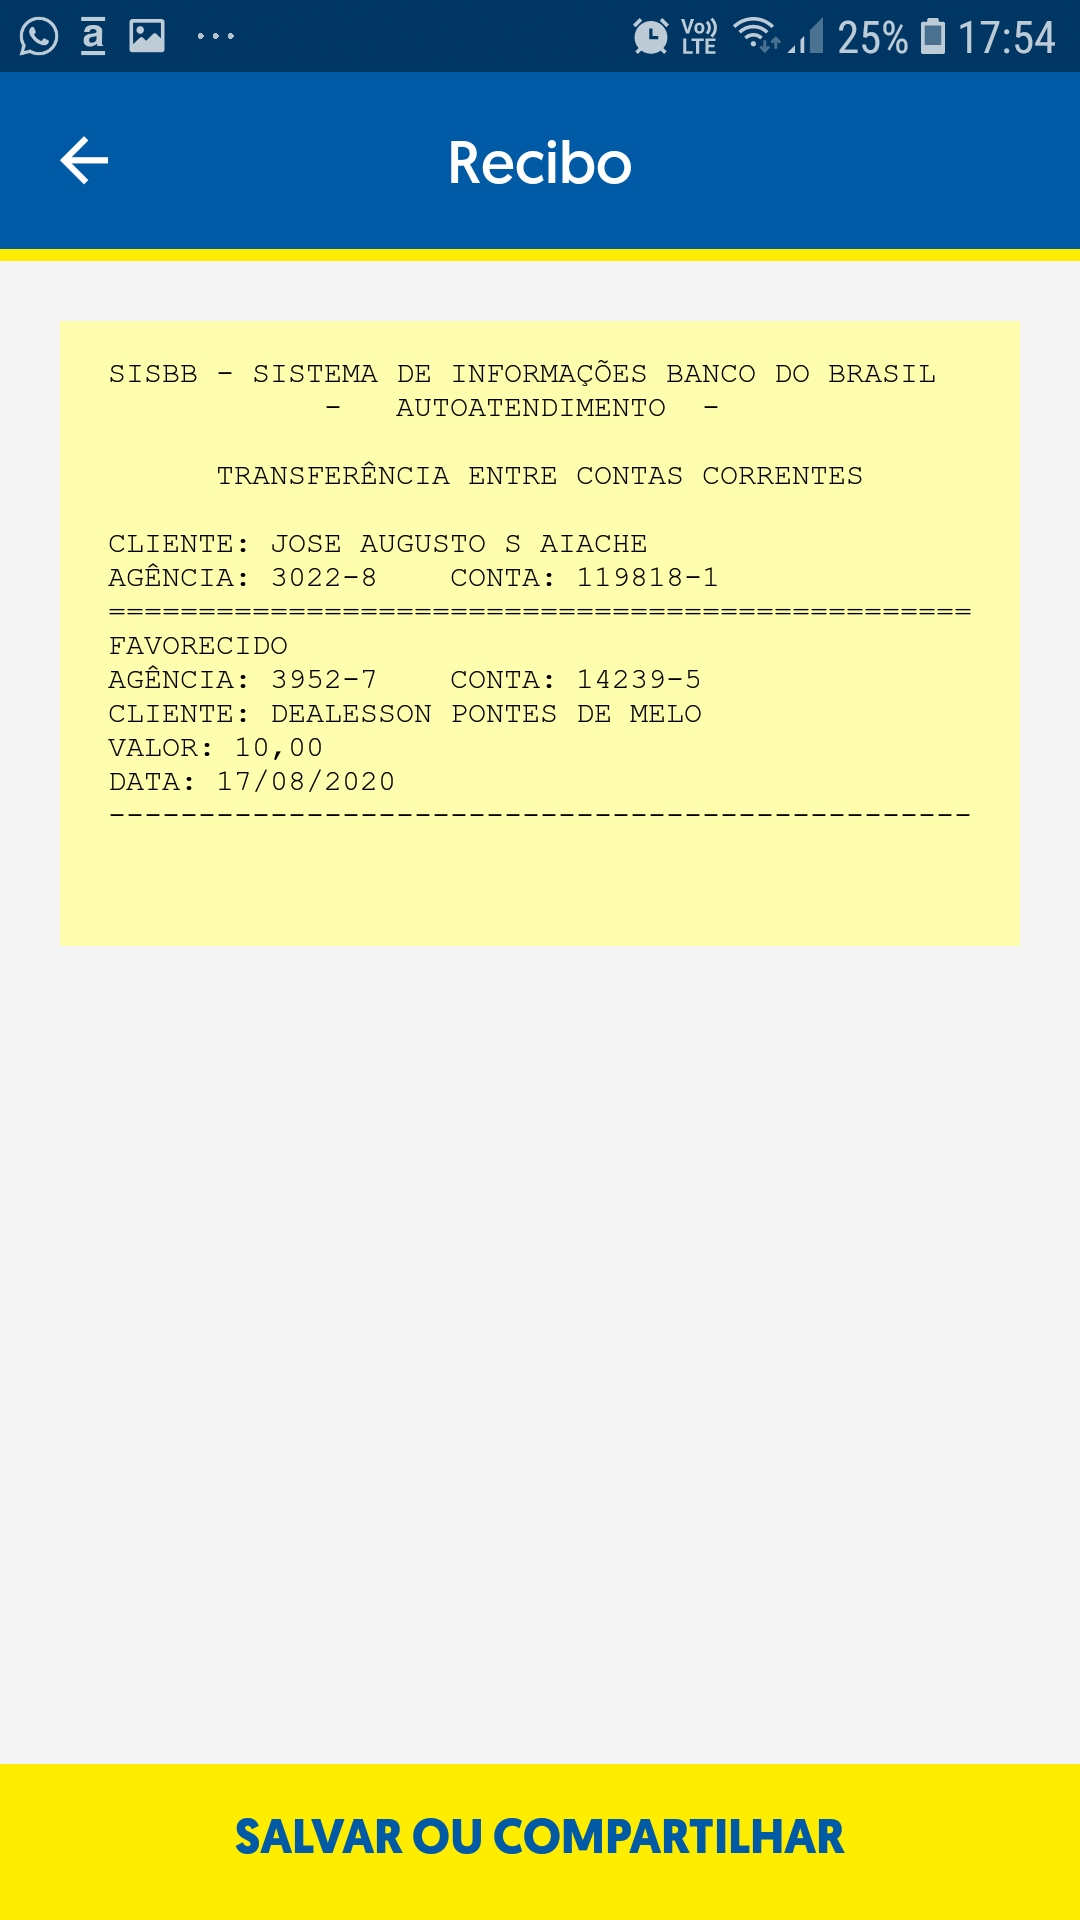 Vo)) LTE 25% 17:54
Recibo
SISBB - SISTEMA DE INFORMAÇÕES BANCO DO BRASIL
- AUTOATENDIMENTO -
TRANSFERÊNCIA ENTRE CONTAS CORRENTES
CLIENTE: JOSE AUGUSTO S AIACHE
AGÊNCIA: 3022-8 CONTA: 119818-1
================================================
FAVORECIDO
AGÊNCIA: 3952-7 CONTA: 14239-5
CLIENTE: DEALESSON PONTES DE MELO
VALOR: 10,00
DATA: 17/08/2020
------------------------------------------------
SALVAR OU COMPARTILHAR